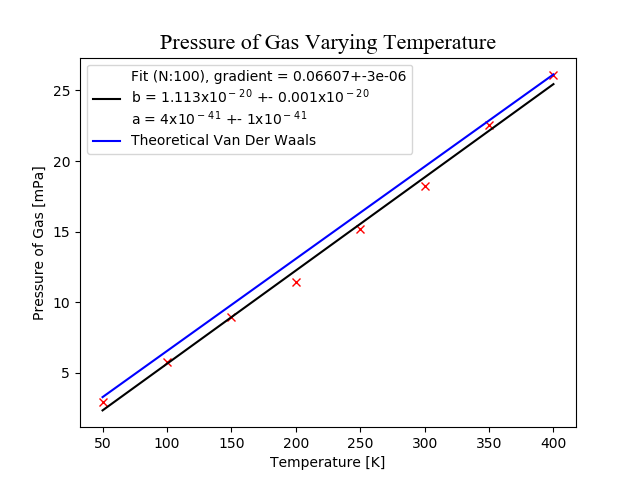 Pressure of Gas Varying Temperature
Fit (N:100), gradient = 0.06607+-3e-06
b = 1.113x10⁻²⁰ +- 0.001x10⁻²⁰
a = 4x10⁻⁴¹ +- 1x10⁻⁴¹
Theoretical Van Der Waals
Pressure of Gas [mPa]
25
20
15
10
5
50 100 150 200 250 300 350 400
Temperature [K]